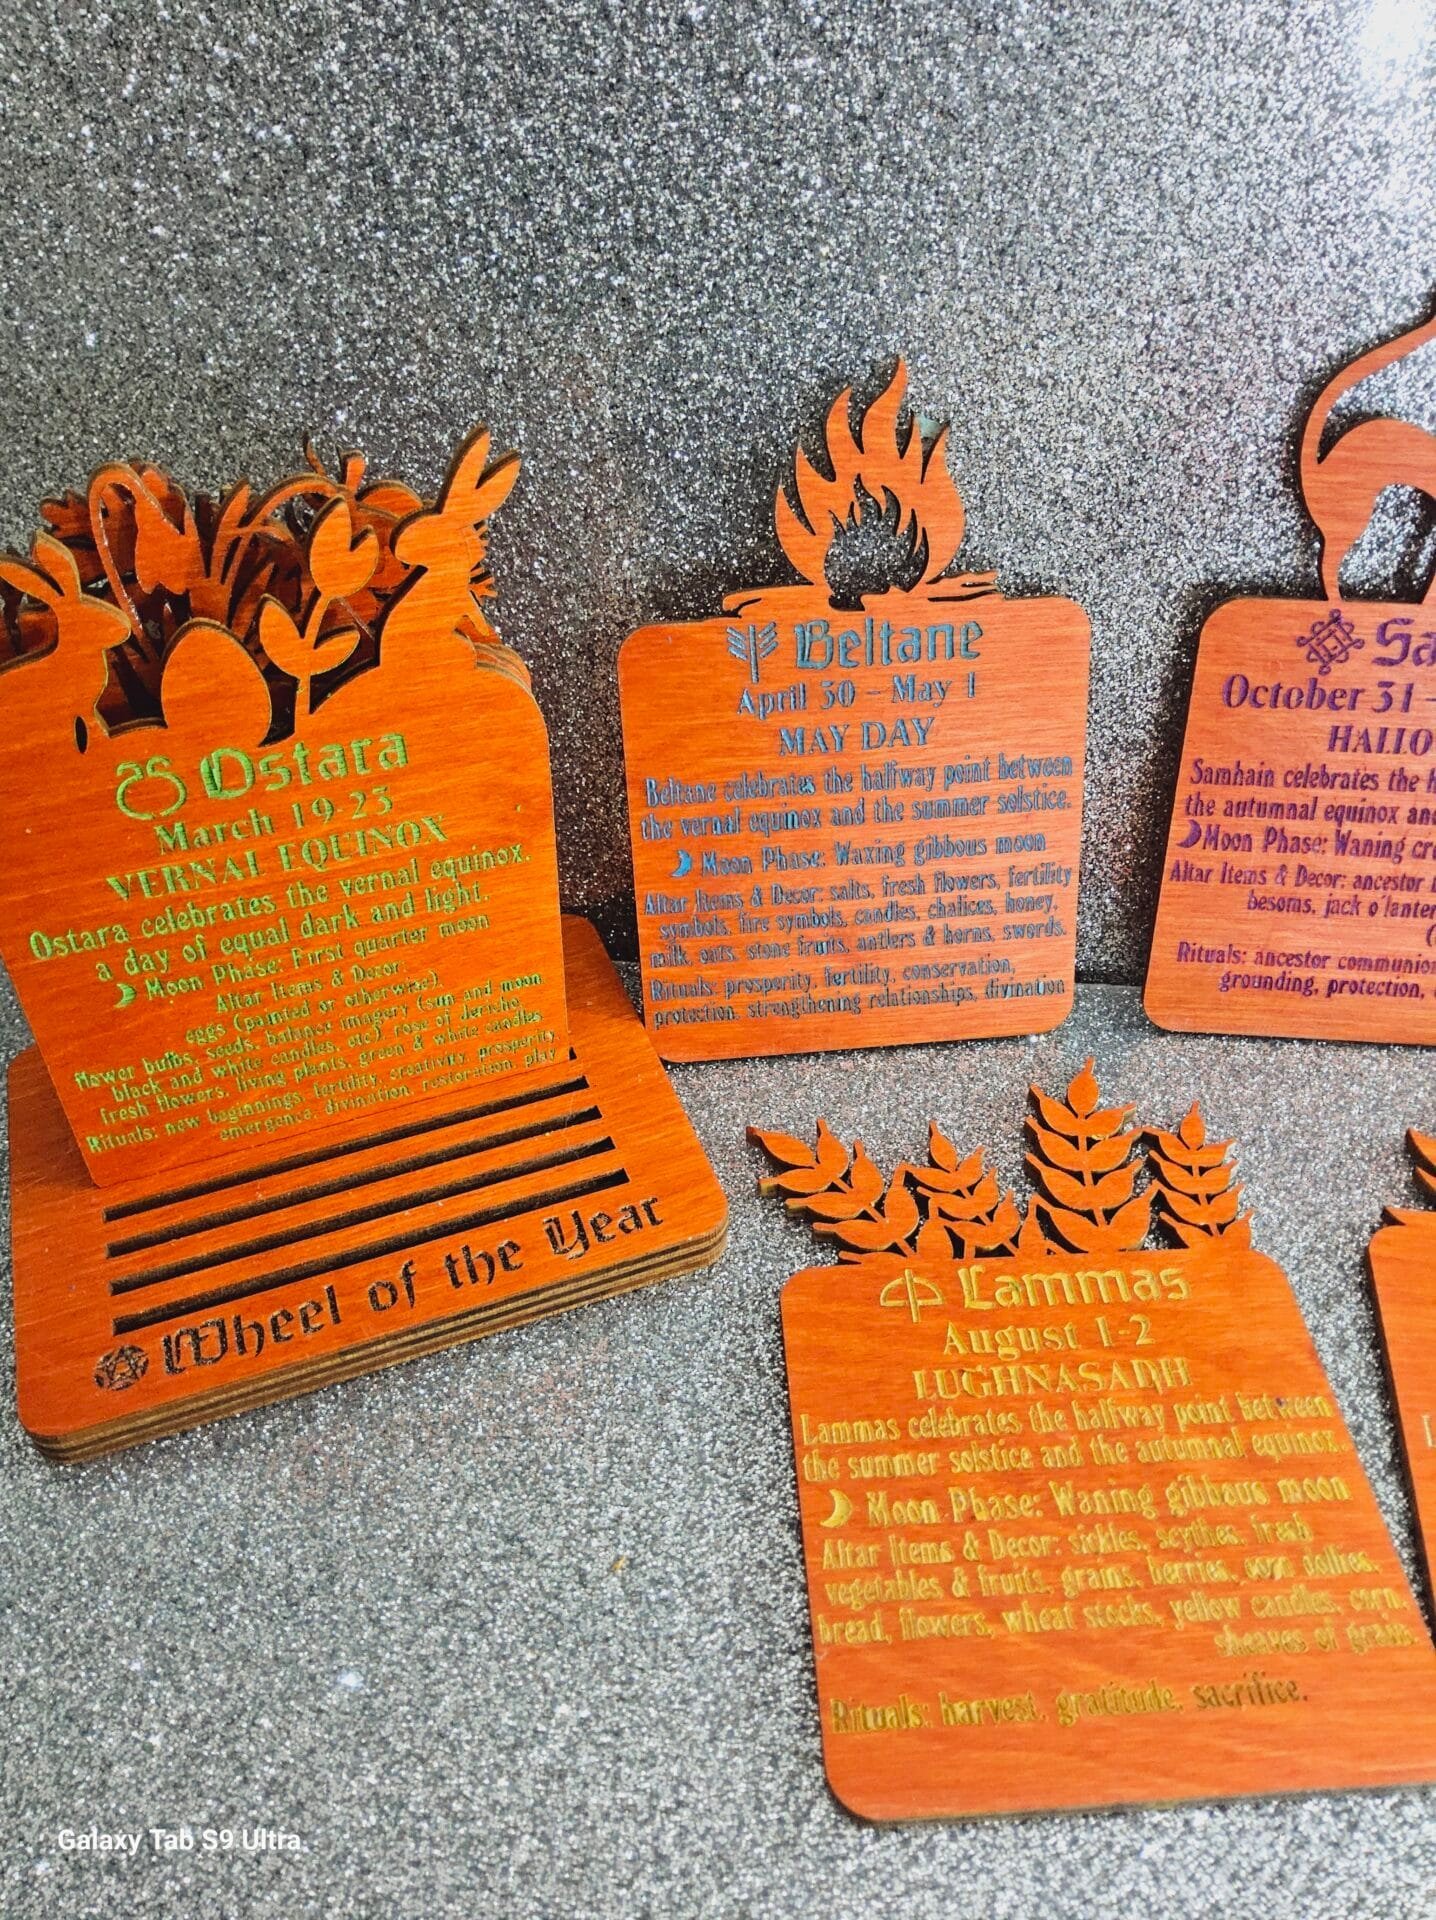 Ostara
March 19-23
VERNAL EQUINOX
Ostara celebrates the vernal equinox.
a day of equal dark and light.
Moon Phase: First quarter moon
Altar Items & Decor:
eggs (painted or otherwise),
flower bulbs, seeds, balance imagery (sun and moon
black and white candles, etc), rose of Jericho,
fresh flowers, living plants, green & white candles
Rituals: new beginnings, fertility, creativity, prosperity
emergence, divination, restoration, play
Wheel of the Year
Beltane
April 30 - May 1
MAY DAY
Beltane celebrates the halfway point between
the vernal equinox and the summer solstice.
Moon Phase: Waxing gibbous moon
Altar Items & Decor: salts, fresh flowers, fertility
symbols, fire symbols, candles, chalices, honey,
milk, oats, stone fruits, antlers & horns, swords.
Rituals: prosperity, fertility, conservation,
protection, strengthening relationships, divination
Sa
October 31 -
HALLO
Samhain celebrates the h
the autumnal equinox and
Moon Phase: Waning cre
Altar Items & Decor: ancestor
besoms, jack o'lanter
(
Rituals: ancestor communion
grounding, protection,
Lammas
August 1-2
LUGHNASADH
Lammas celebrates the halfway point between
the summer solstice and the autumnal equinox.
Moon Phase: Waning gibbous moon
Altar Items & Decor: sickles, scythes, fresh
vegetables & fruits, grains, berries, corn dollies,
bread, flowers, wheat stocks, yellow candles, corn,
sheaves of grain.
Rituals: harvest, gratitude, sacrifice.
L
Galaxy Tab S9 Ultra